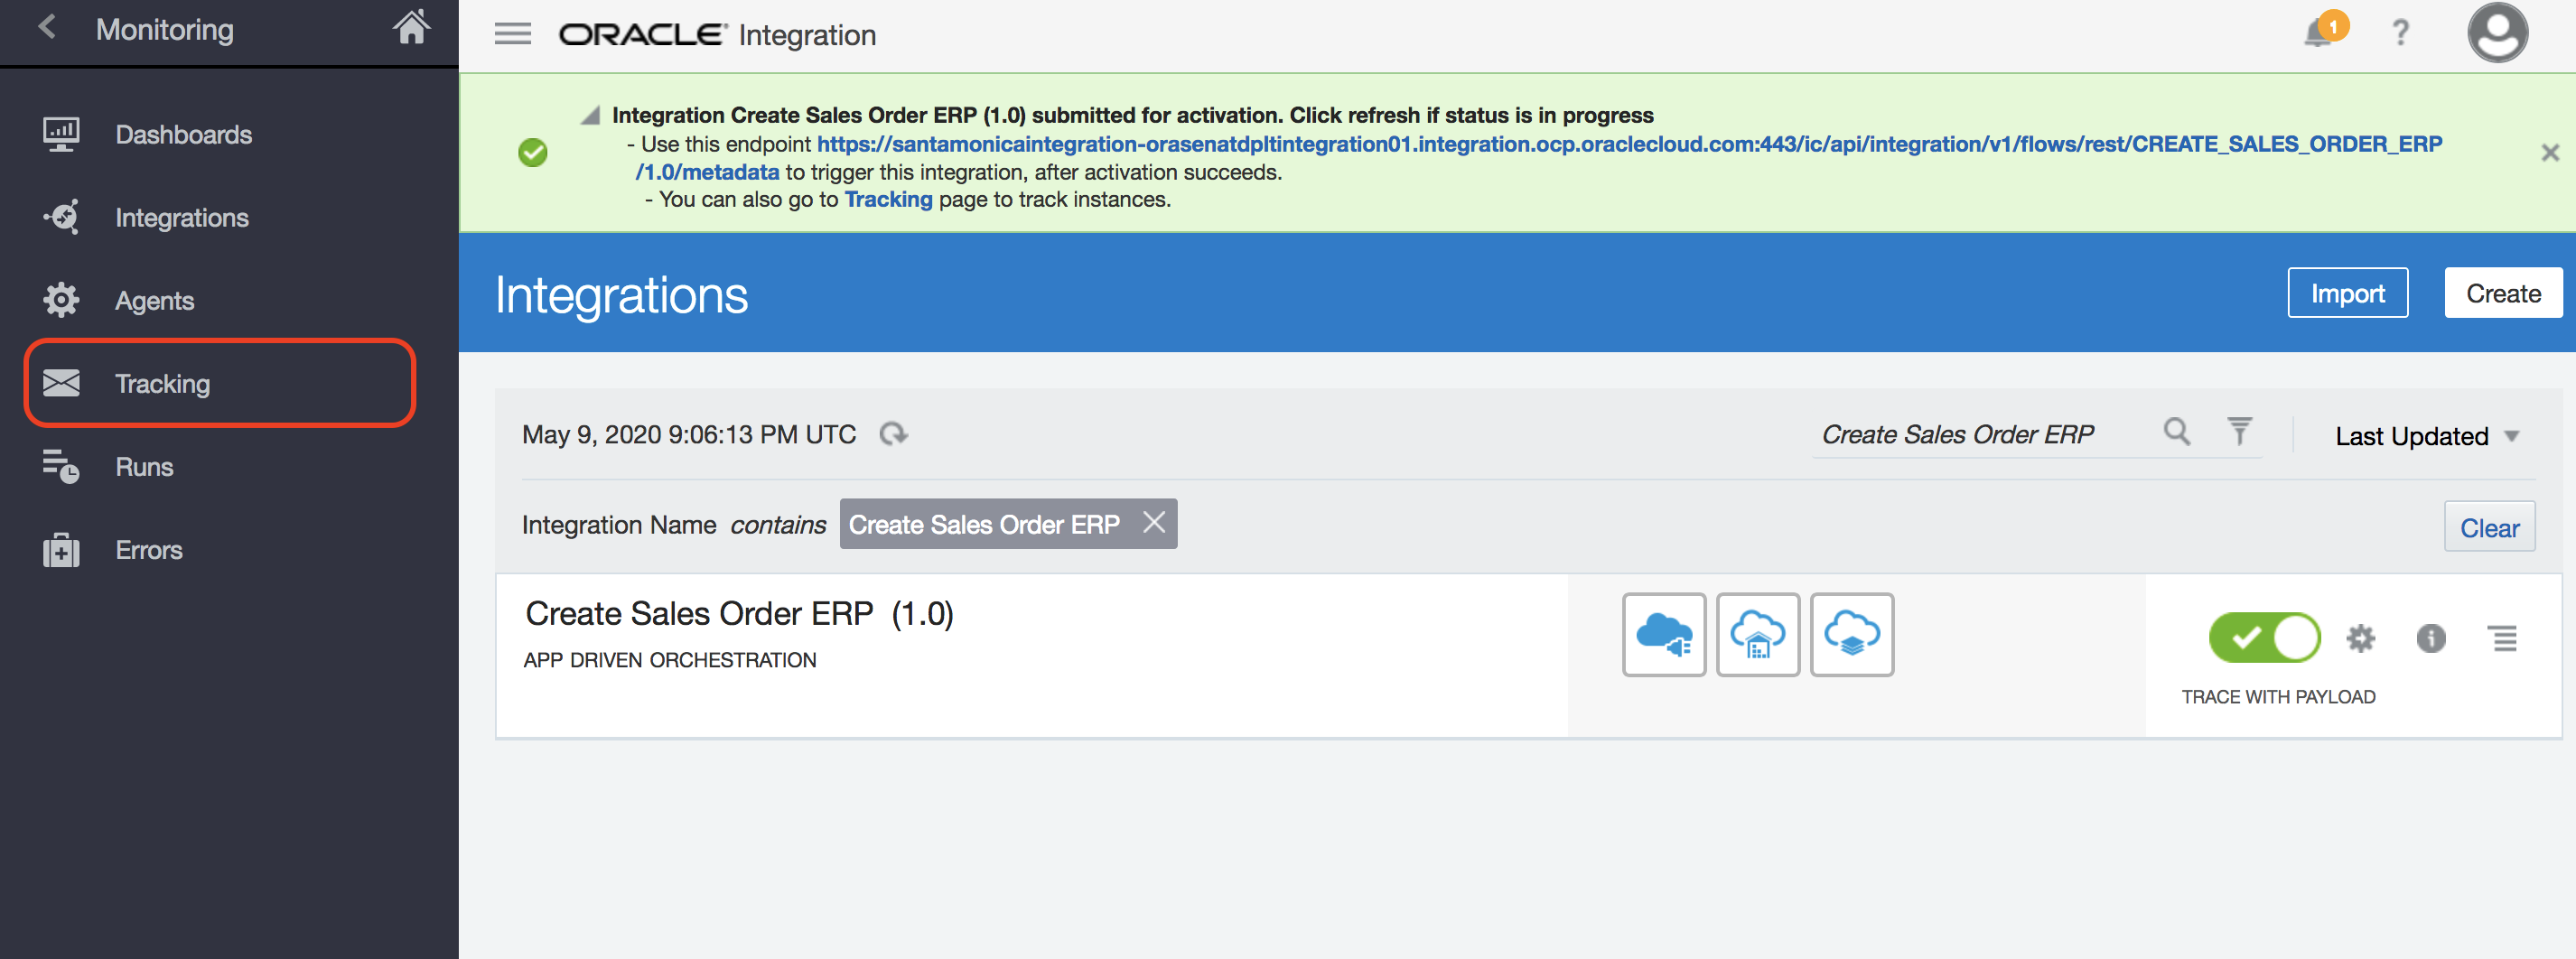 Monitoring
ORACLE Integration
1
?
Dashboards
Integrations
Agents
Tracking
Runs
Errors
Integration Create Sales Order ERP (1.0) submitted for activation. Click refresh if status is in progress
- Use this endpoint https://santamonicaintegration-orasenatdpltintegration01.integration.ocp.oraclecloud.com:443/ic/api/integration/v1/flows/rest/CREATE_SALES_ORDER_ERP
/1.0/metadata to trigger this integration, after activation succeeds.
- You can also go to Tracking page to track instances.
Integrations
Import
Create
May 9, 2020 9:06:13 PM UTC
Create Sales Order ERP
Last Updated
Integration Name contains Create Sales Order ERP
Clear
Create Sales Order ERP (1.0)
APP DRIVEN ORCHESTRATION
TRACE WITH PAYLOAD